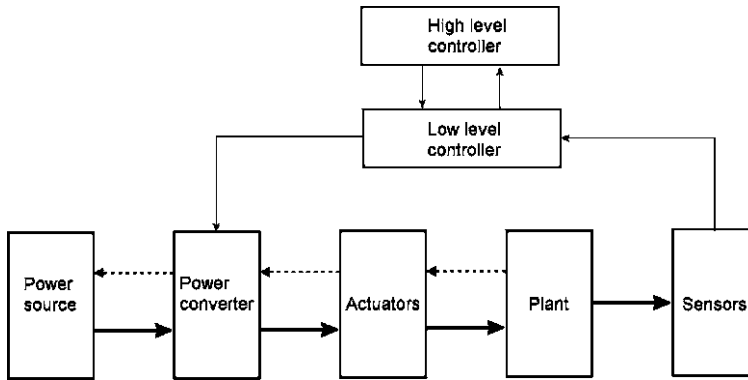 High level
controller
Low level
controller
Power
source
Power
converter
Actuators
Plant
Sensors